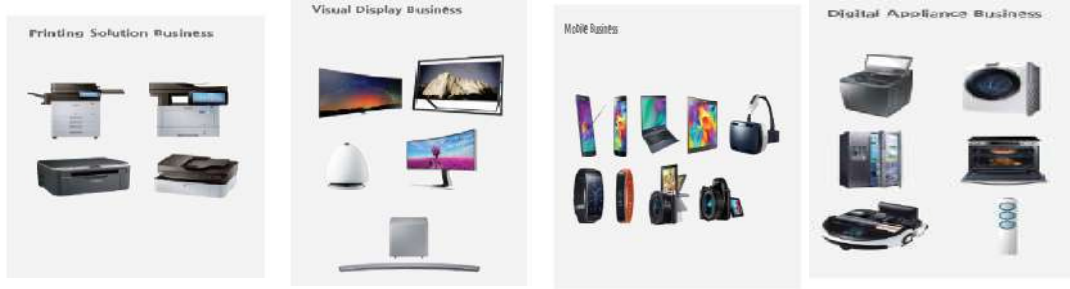 Printing Solution Business
Visual Display Business
Mobile Business
Digital Appliance Business